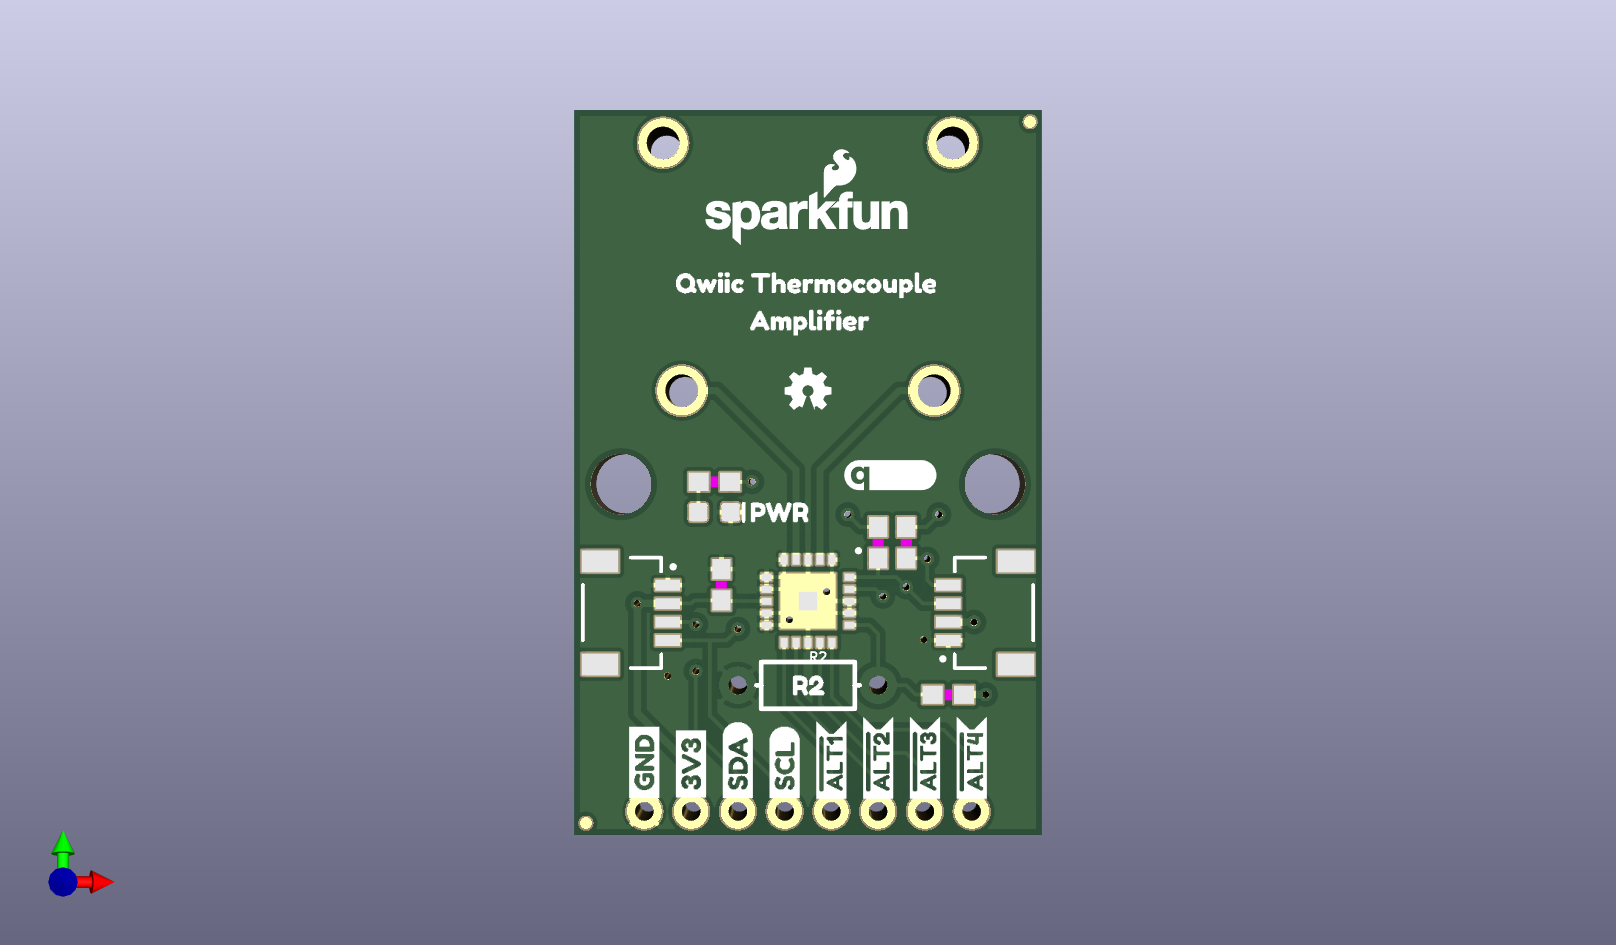 sparkfun
Qwiic Thermocouple
Amplifier
q
PWR
R2
R2
GND
3V3
SDA
SCL
ALT1
ALT2
ALT3
ALT4